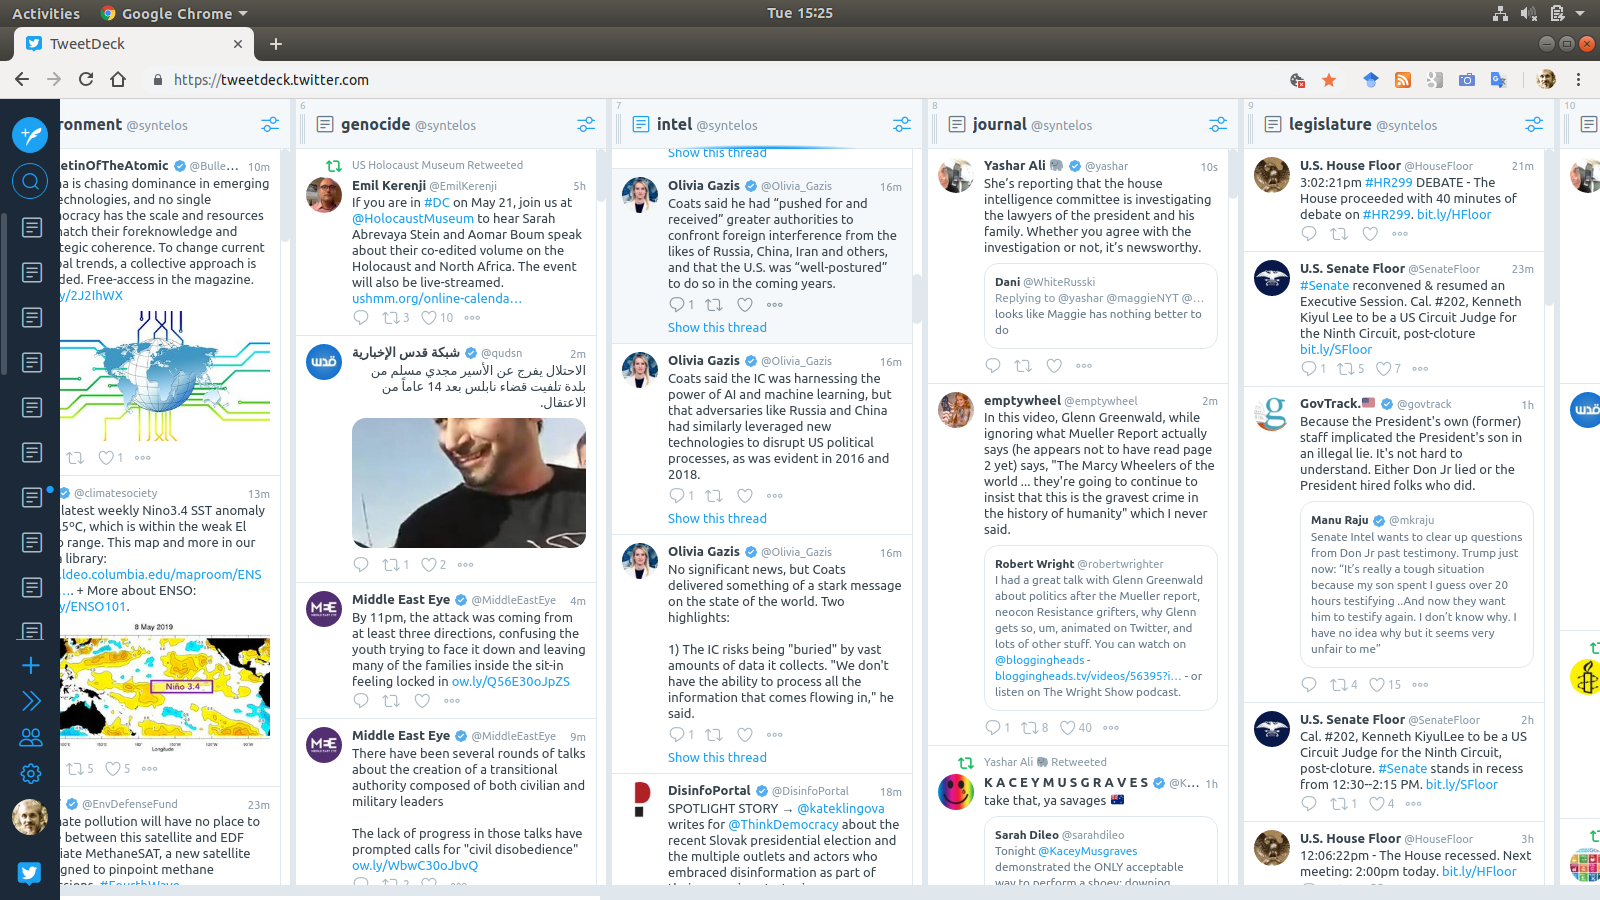 Activities
Google Chrome
Tue 15:25
TweetDeck
https://tweetdeck.twitter.com
ronment @syntelos
etinOfTheAtomic @Bulle... 10m
na is chasing dominance in emerging
echnologies, and no single
nocracy has the scale and resources
natch their foreknowledge and
tegic coherence. To change current
al trends, a collective approach is
ded. Free-access in the magazine.
y/2J2IhWX
1
@climatesociety 13m
latest weekly Nino3.4 SST anomaly
.5ºC, which is within the weak El
o range. This map and more in our
library:
.ldeo.columbia.edu/maproom/ENS
.... + More about ENSO:
y/ENSO101.
8 May 2019
Niño 3.4
Longitude
5 5
@EnvDefenseFund 23m
nate pollution will have no place to
between this satellite and EDF
iate MethaneSAT, a new satellite
igned to pinpoint methane
ssions. #FourthWave
6
genocide @syntelos
US Holocaust Museum Retweeted
Emil Kerenji @EmilKerenji 5h
If you are in #DC on May 21, join us at
@HolocaustMuseum to hear Sarah
Abrevaya Stein and Aomar Boum speak
about their co-edited volume on the
Holocaust and North Africa. The event
will also be live-streamed.
ushmm.org/online-calenda...
3 10
شبكة قدس الإخبارية @qudsn 2m
الاحتلال يفرج عن الأسير مجدي مسلم من
بلدة تلفيت قضاء نابلس بعد 14 عاماً من
الاعتقال.
1 2
Middle East Eye @MiddleEastEye 4m
By 11pm, the attack was coming from
at least three directions, confusing the
youth trying to face it down and leaving
many of the families inside the sit-in
feeling locked in ow.ly/Q56E30oJpZS
Middle East Eye @MiddleEastEye 9m
There have been several rounds of talks
about the creation of a transitional
authority composed of both civilian and
military leaders
The lack of progress in those talks have
prompted calls for "civil disobedience"
ow.ly/WbwC30oJbvQ
2
7
intel @syntelos
Show this thread
Olivia Gazis @Olivia_Gazis 16m
Coats said he had “pushed for and
received” greater authorities to
confront foreign interference from the
likes of Russia, China, Iran and others,
and that the U.S. was “well-postured”
to do so in the coming years.
1
Show this thread
Olivia Gazis @Olivia_Gazis 16m
Coats said the IC was harnessing the
power of AI and machine learning, but
that adversaries like Russia and China
had similarly leveraged new
technologies to disrupt US political
processes, as was evident in 2016 and
2018.
1
Show this thread
Olivia Gazis @Olivia_Gazis 16m
No significant news, but Coats
delivered something of a stark message
on the state of the world. Two
highlights:
1) The IC risks being "buried" by vast
amounts of data it collects. "We don't
have the ability to process all the
information that comes flowing in," he
said.
1
Show this thread
DisinfoPortal @DisinfoPortal 18m
SPOTLIGHT STORY → @kateklingova
writes for @ThinkDemocracy about the
recent Slovak presidential election and
the multiple outlets and actors who
embraced disinformation as part of
8
journal @syntelos
Yashar Ali @yashar 10s
She’s reporting that the house
intelligence committee is investigating
the lawyers of the president and his
family. Whether you agree with the
investigation or not, it’s newsworthy.
Dani @WhiteRusski
Replying to @yashar @maggieNYT @...
looks like Maggie has nothing better to
do
emptywheel @emptywheel 2m
In this video, Glenn Greenwald, while
ignoring what Mueller Report actually
says (he appears not to have read page
2 yet) says, "The Marcy Wheelers of the
world ... they're going to continue to
insist that this is the gravest crime in
the history of humanity" which I never
said.
Robert Wright @robertwrighter
I had a great talk with Glenn Greenwald
about politics after the Mueller report,
neocon Resistance grifters, why Glenn
gets so, um, animated on Twitter, and
lots of other stuff. You can watch on
@bloggingheads -
bloggingheads.tv/videos/56395?i... - or
listen on The Wright Show podcast.
1 8 40
Yashar Ali Retweeted
K A C E Y M U S G R A V E S @K... 1h
take that, ya savages
Sarah Dileo @sarahdileo
Tonight @KaceyMusgraves
demonstrated the ONLY acceptable
way to perform a shoey: downing
9
legislature @syntelos
U.S. House Floor @HouseFloor 21m
3:02:21pm #HR299 DEBATE - The
House proceeded with 40 minutes of
debate on #HR299. bit.ly/HFloor
U.S. Senate Floor @SenateFloor 23m
#Senate reconvened & resumed an
Executive Session. Cal. #202, Kenneth
Kiyul Lee to be a US Circuit Judge for
the Ninth Circuit, post-cloture
bit.ly/SFloor
1 5 7
GovTrack. @govtrack 1h
Because the President's own (former)
staff implicated the President's son in
an illegal lie. It's not hard to
understand. Either Don Jr lied or the
President hired folks who did.
Manu Raju @mkraju
Senate Intel wants to clear up questions
from Don Jr past testimony. Trump just
now: “It’s really a tough situation
because my son spent I guess over 20
hours testifying ..And now they want
him to testify again. I don’t know why. I
have no idea why but it seems very
unfair to me”
4 15
U.S. Senate Floor @SenateFloor 2h
Cal. #202, Kenneth KiyulLee to be a US
Circuit Judge for the Ninth Circuit,
post-cloture. #Senate stands in recess
from 12:30--2:15 PM. bit.ly/SFloor
1 4
U.S. House Floor @HouseFloor 3h
12:06:22pm - The House recessed. Next
meeting: 2:00pm today. bit.ly/HFloor
10